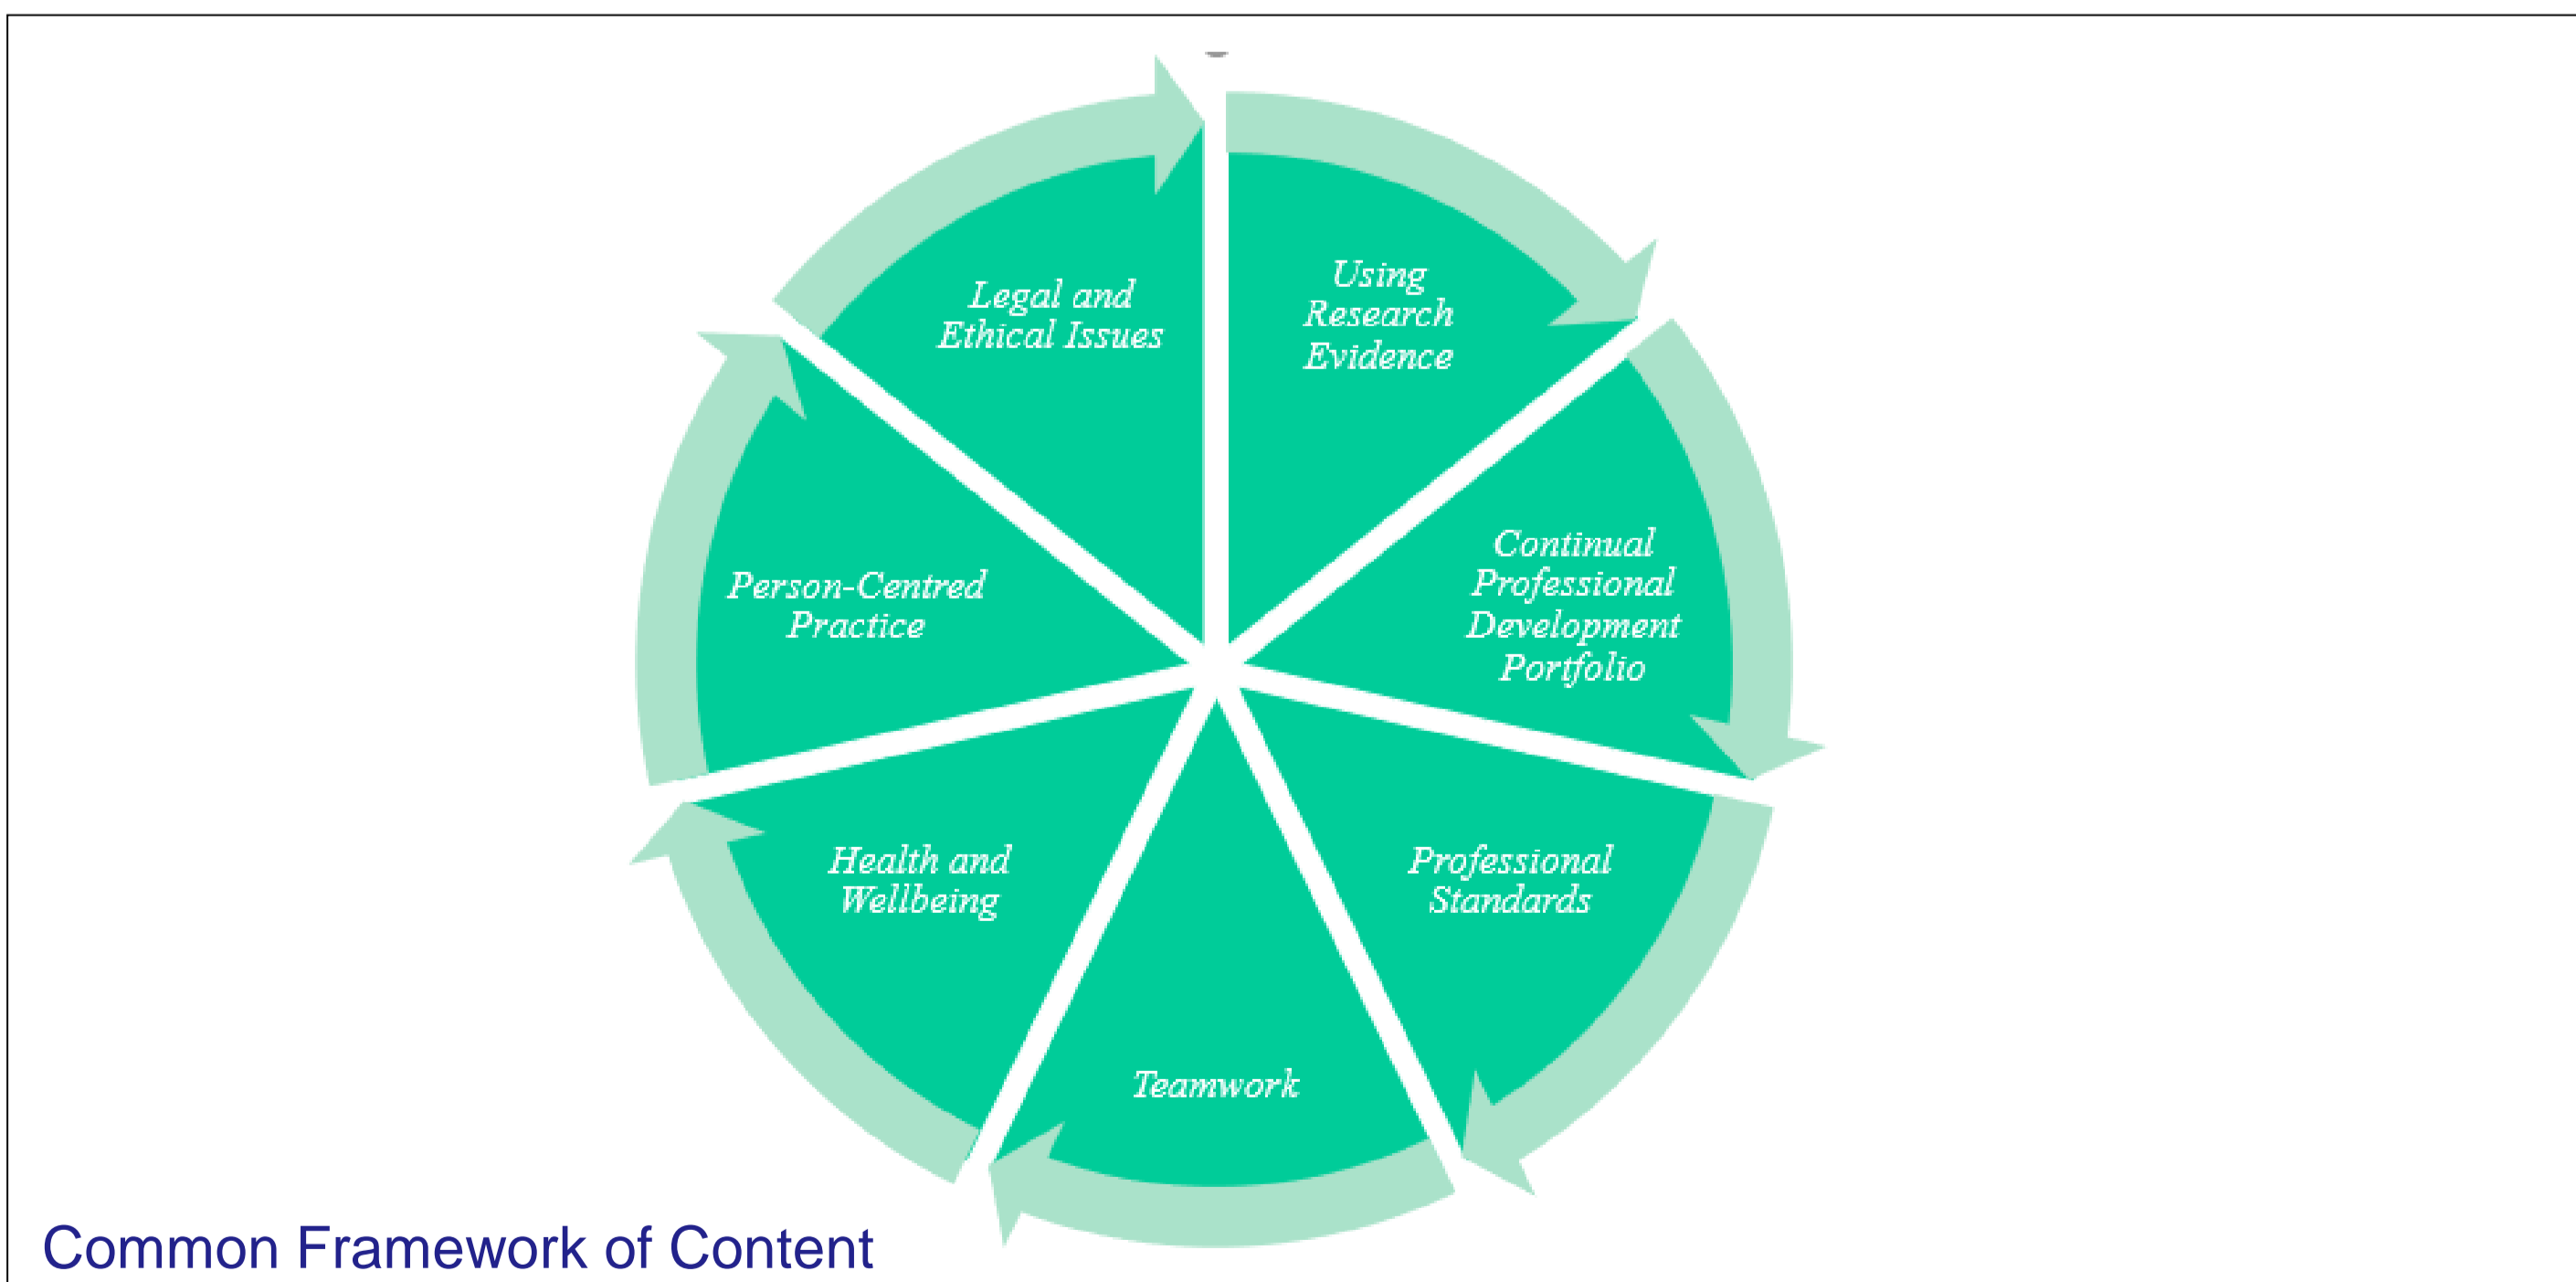 Using
Research
Evidence
Continual
Professional
Development
Portfolio
Professional
Standards
Teamwork
Health and
Wellbeing
Person-Centred
Practice
Legal and
Ethical Issues
Common Framework of Content